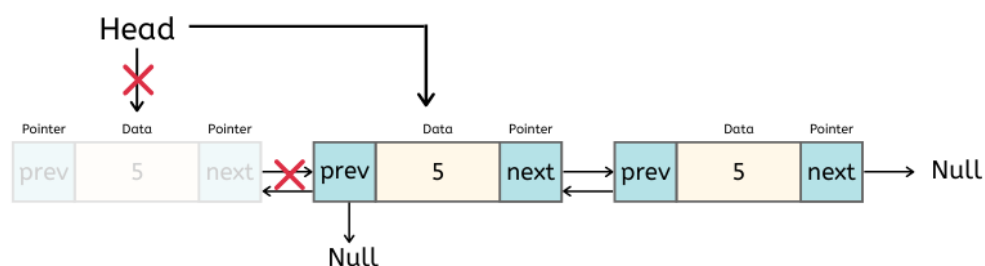 Head
Pointer Data Pointer Data Pointer Data Pointer
prev 5 next prev 5 next prev 5 next Null
Null